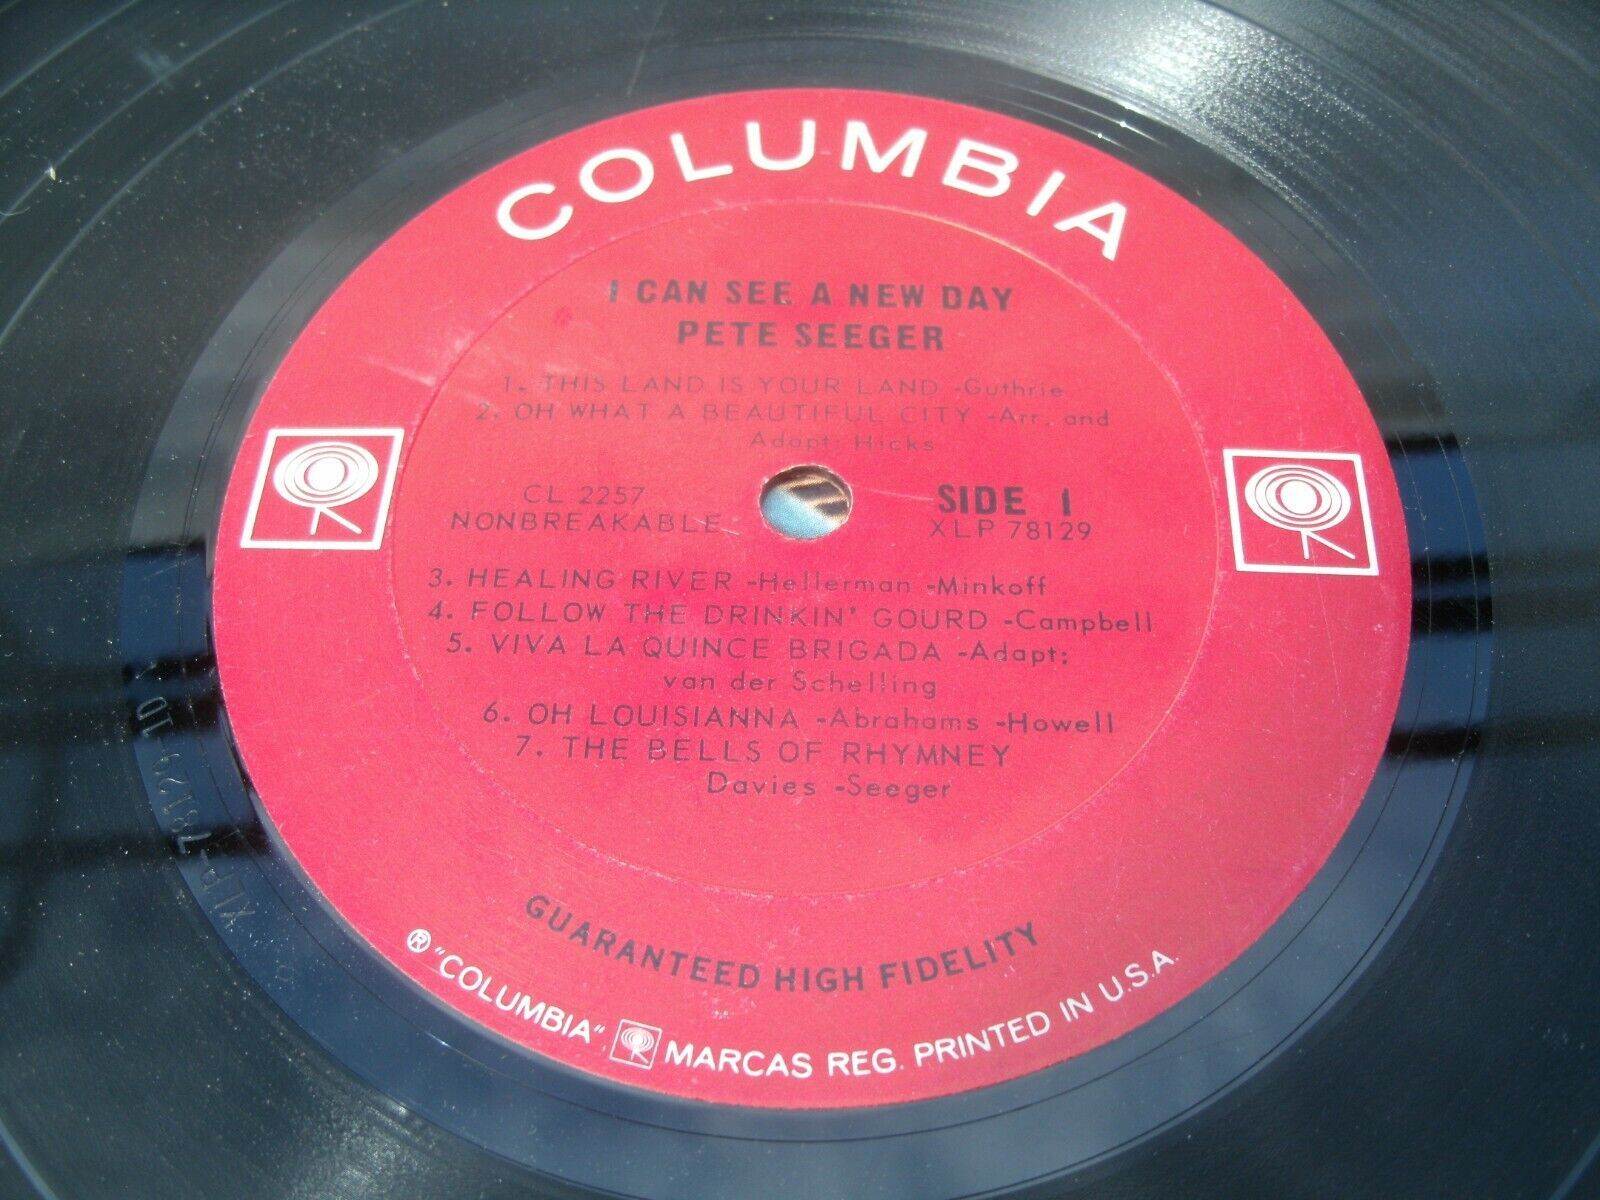 COLUMBIA
I CAN SEE A NEW DAY
PETE SEEGER
1. THIS LAND IS YOUR LAND -Guthrie
2. OH WHAT A BEAUTIFUL CITY -Arr. and
Adapt: Hicks
CL 2257
NONBREAKABLE
SIDE 1
XLP 78129
3. HEALING RIVER -Hellerman -Minkoff
4. FOLLOW THE DRINKIN' GOURD -Campbell
5. VIVA LA QUINCE BRIGADA -Adapt:
van der Schelling
6. OH LOUISIANNA -Abrahams -Howell
7. THE BELLS OF RHYMNEY
Davies -Seeger
GUARANTEED HIGH FIDELITY
® "COLUMBIA", MARCAS REG. PRINTED IN U.S.A.
XLP-78129-1D